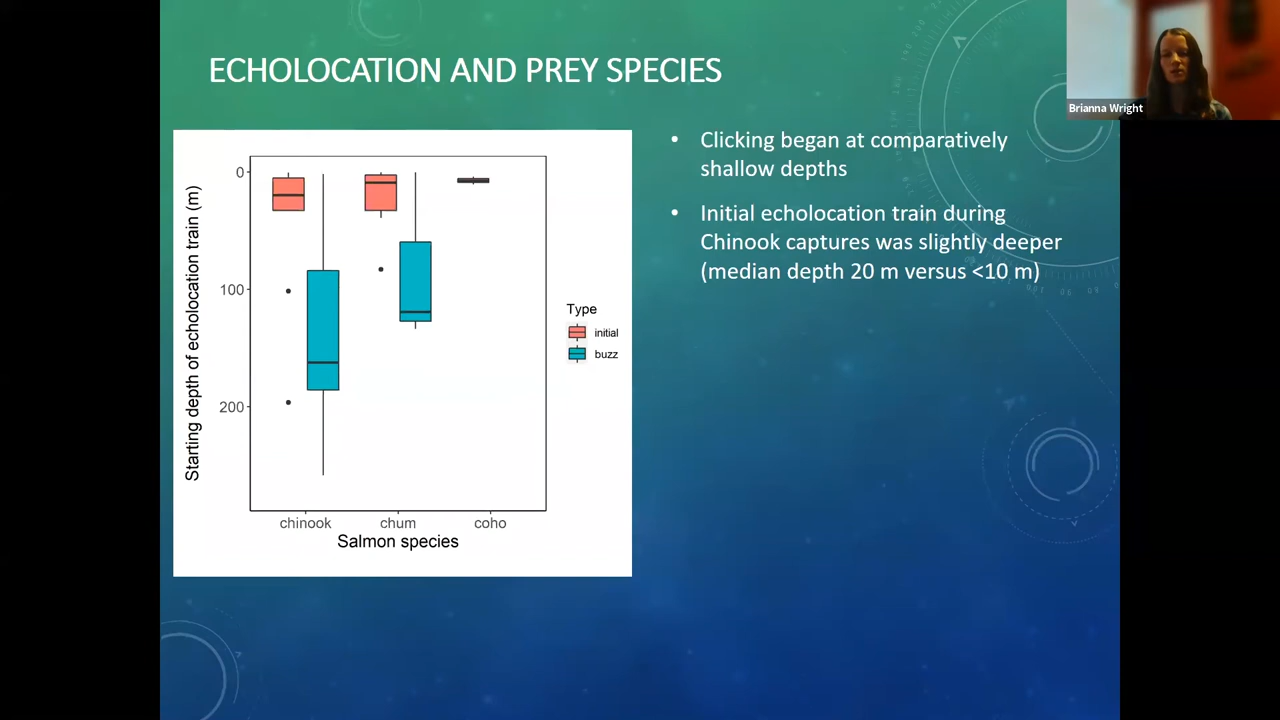 ECHOLOCATION AND PREY SPECIES
Brianna Wright
• Clicking began at comparatively
shallow depths
• Initial echolocation train during
Chinook captures was slightly deeper
(median depth 20 m versus <10 m)
Starting depth of echolocation train (m)
0
100
200
chinook
chum
coho
Salmon species
Type
initial
buzz